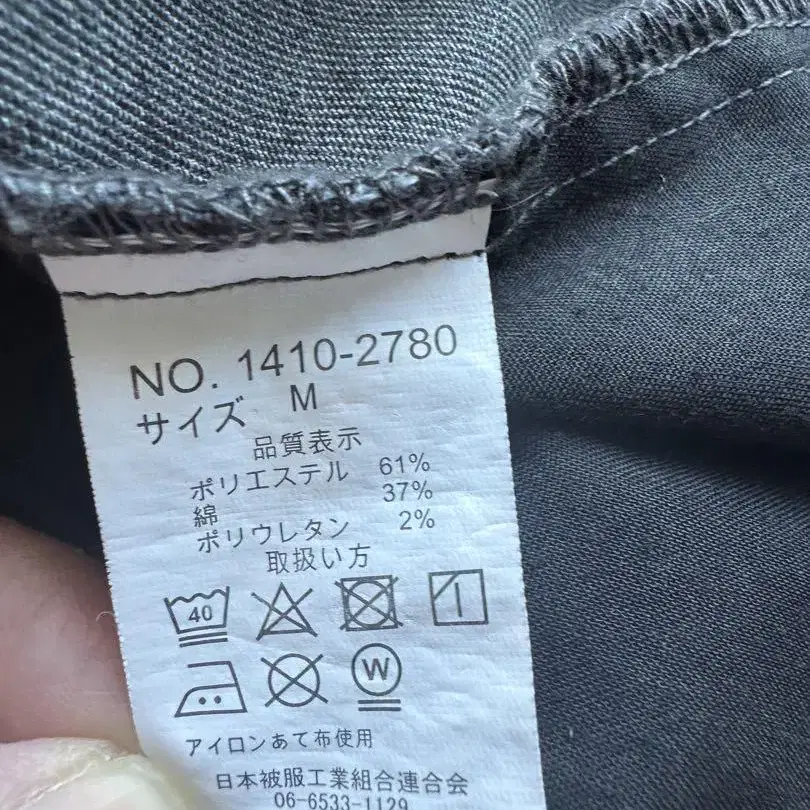 NO. 1410-2780
サイズ M
品質表示
ポリエステル 61%
綿 37%
ポリウレタン 2%
取扱い方
40
W
アイロンあて布使用
日本被服工業組合連合会
06-6533-1129